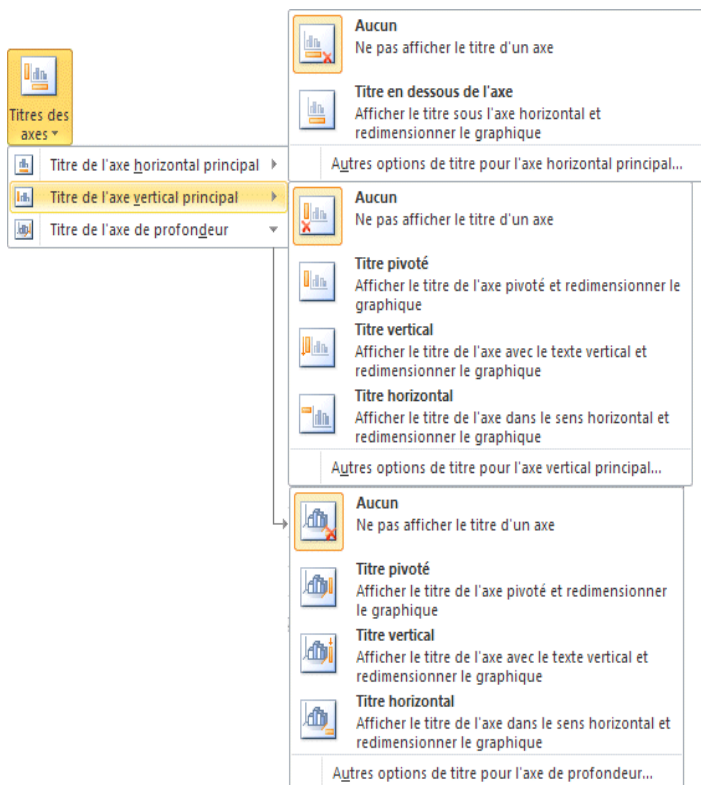 Titres des
axes
Titre de l'axe horizontal principal
Titre de l'axe vertical principal
Titre de l'axe de profondeur
Aucun
Ne pas afficher le titre d'un axe
Titre en dessous de l'axe
Afficher le titre sous l'axe horizontal et
redimensionner le graphique
Autres options de titre pour l'axe horizontal principal...
Aucun
Ne pas afficher le titre d'un axe
Titre pivoté
Afficher le titre de l'axe pivoté et redimensionner le
graphique
Titre vertical
Afficher le titre de l'axe avec le texte vertical et
redimensionner le graphique
Titre horizontal
Afficher le titre de l'axe dans le sens horizontal et
redimensionner le graphique
Autres options de titre pour l'axe vertical principal...
Aucun
Ne pas afficher le titre d'un axe
Titre pivoté
Afficher le titre de l'axe pivoté et redimensionner
le graphique
Titre vertical
Afficher le titre de l'axe avec le texte vertical et
redimensionner le graphique
Titre horizontal
Afficher le titre de l'axe dans le sens horizontal et
redimensionner le graphique
Autres options de titre pour l'axe de profondeur...